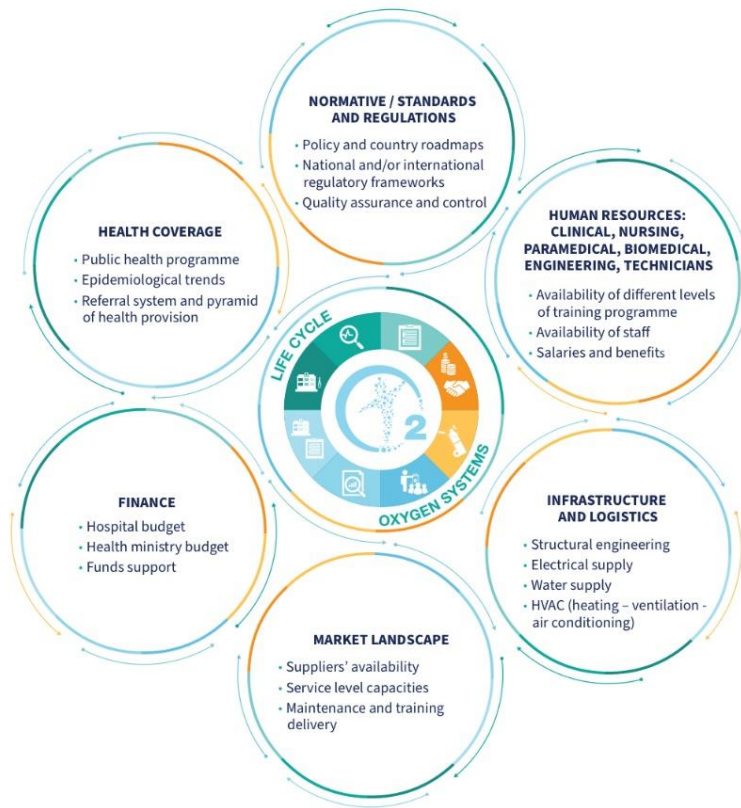 NORMATIVE / STANDARDS
AND REGULATIONS
• Policy and country roadmaps
• National and/or international
regulatory frameworks
• Quality assurance and control
HEALTH COVERAGE
• Public health programme
• Epidemiological trends
• Referral system and pyramid
of health provision
HUMAN RESOURCES:
CLINICAL, NURSING,
PARAMEDICAL, BIOMEDICAL,
ENGINEERING, TECHNICIANS
• Availability of different levels
of training programme
• Availability of staff
• Salaries and benefits
LIFE CYCLE
2
OXYGEN SYSTEMS
FINANCE
• Hospital budget
• Health ministry budget
• Funds support
INFRASTRUCTURE
AND LOGISTICS
• Structural engineering
• Electrical supply
• Water supply
• HVAC (heating – ventilation -
air conditioning)
MARKET LANDSCAPE
• Suppliers’ availability
• Service level capacities
• Maintenance and training
delivery